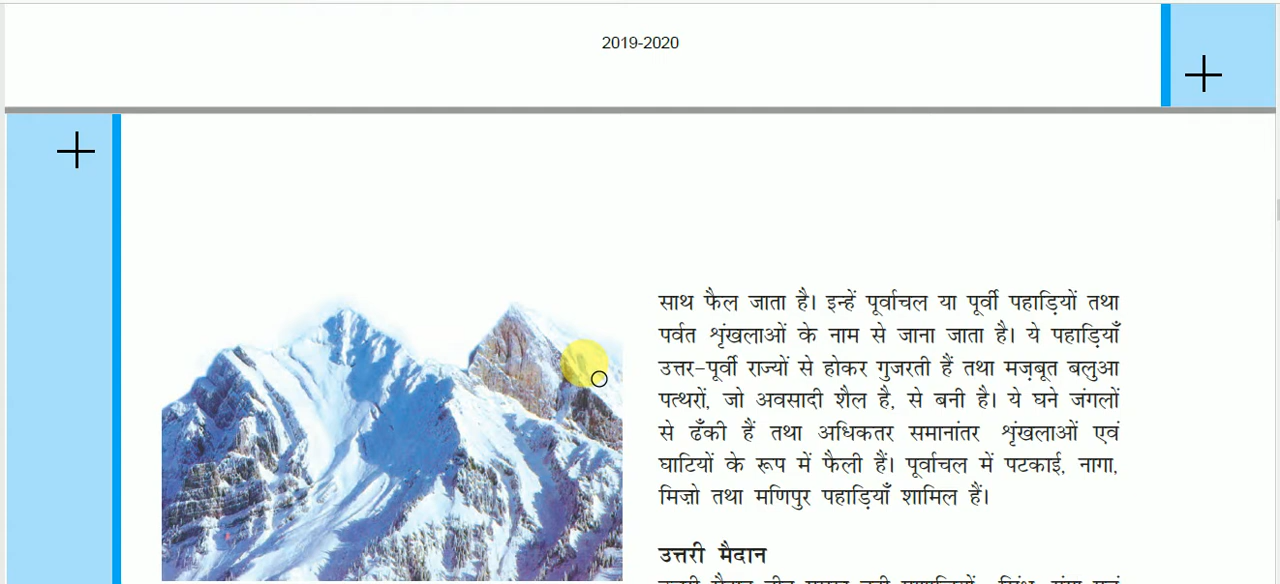 2019-2020
साथ फैल जाता है। इन्हें पूर्वाचल या पूर्वी पहाड़ियों तथा
पर्वत शृंखलाओं के नाम से जाना जाता है। ये पहाड़ियाँ
उत्तर-पूर्वी राज्यों से होकर गुजरती हैं तथा मज़बूत बलुआ
पत्थरों, जो अवसादी शैल है, से बनी है। ये घने जंगलों
से ढँकी हैं तथा अधिकतर समानांतर शृंखलाओं एवं
घाटियों के रूप में फैली हैं। पूर्वाचल में पटकाई, नागा,
मिज़ो तथा मणिपुर पहाड़ियाँ शामिल हैं।
उत्तरी मैदान